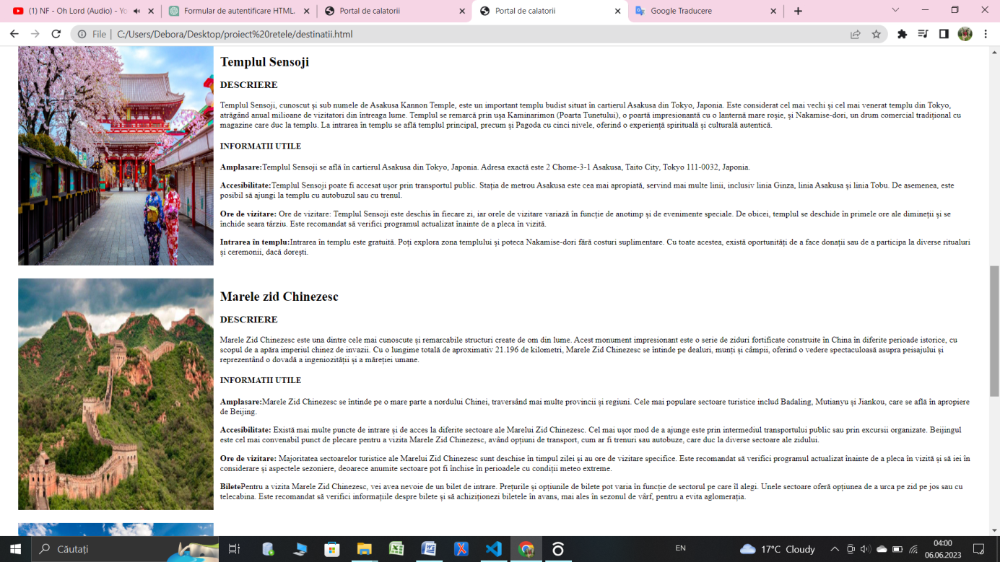 (1) NF - Oh Lord (Audio) - Yo
Formular de autentificare HTML.
Portal de calatorii
Portal de calatorii
Google Traducere
File | C:/Users/Debora/Desktop/proiect%20retele/destinatii.html
Templul Sensoji
DESCRIERE
Templul Sensoji, cunoscut și sub numele de Asakusa Kannon Temple, este un important templu budist situat în cartierul Asakusa din Tokyo, Japonia. Este considerat cel mai vechi și cel mai venerat templu din Tokyo,
atrăgând anual milioane de vizitatori din întreaga lume. Templul se remarcă prin ușa Kaminarimon (Poarta Tunetului), o poartă impresionantă cu o lanternă mare roșie, și Nakamise-dori, un drum comercial tradițional cu
magazine care duc la templu. La intrarea în templu se află templul principal, precum și Pagoda cu cinci nivele, oferind o experiență spirituală și culturală autentică.
INFORMATII UTILE
Amplasare:Templul Sensoji se află în cartierul Asakusa din Tokyo, Japonia. Adresa exactă este 2 Chome-3-1 Asakusa, Taito City, Tokyo 111-0032, Japonia.
Accesibilitate:Templul Sensoji poate fi accesat ușor prin transportul public. Stația de metrou Asakusa este cea mai apropiată, servind mai multe linii, inclusiv linia Ginza, linia Asakusa și linia Tobu. De asemenea, este
posibil să ajungi la templu cu autobuzul sau cu trenul.
Ore de vizitare: Ore de vizitare: Templul Sensoji este deschis în fiecare zi, iar orele de vizitare variază în funcție de anotimp și de evenimente speciale. De obicei, templul se deschide în primele ore ale dimineții și se
închide seara târziu. Este recomandat să verifici programul actualizat înainte de a pleca în vizită.
Intrarea în templu:Intrarea în templu este gratuită. Poți explora zona templului și poteca Nakamise-dori fără costuri suplimentare. Cu toate acestea, există oportunități de a face donații sau de a participa la diverse ritualuri
și ceremonii, dacă dorești.
Marele zid Chinezesc
DESCRIERE
Marele Zid Chinezesc este una dintre cele mai cunoscute și remarcabile structuri create de om din lume. Acest monument impresionant este o serie de ziduri fortificate construite în China în diferite perioade istorice, cu
scopul de a apăra imperiul chinez de invazii. Cu o lungime totală de aproximativ 21.196 de kilometri, Marele Zid Chinezesc se întinde pe dealuri, munți și câmpii, oferind o vedere spectaculoasă asupra peisajului și
reprezentând o dovadă a ingeniozității și a măreției umane.
INFORMATII UTILE
Amplasare:Marele Zid Chinezesc se întinde pe o mare parte a nordului Chinei, traversând mai multe provincii și regiuni. Cele mai populare sectoare turistice includ Badaling, Mutianyu și Jiankou, care se află în apropiere
de Beijing.
Accesibilitate: Există mai multe puncte de intrare și de acces la diferite sectoare ale Marelui Zid Chinezesc. Cel mai ușor mod de a ajunge este prin intermediul transportului public sau prin excursii organizate. Beijingul
este cel mai convenabil punct de plecare pentru a vizita Marele Zid Chinezesc, având opțiuni de transport, cum ar fi trenuri sau autobuze, care duc la diverse sectoare ale zidului.
Ore de vizitare: Majoritatea sectoarelor turistice ale Marelui Zid Chinezesc sunt deschise în timpul zilei și au ore de vizitare specifice. Este recomandat să verifici programul actualizat înainte de a pleca în vizită și să iei în
considerare și aspectele sezoniere, deoarece anumite sectoare pot fi închise în perioadele cu condiții meteo extreme.
BiletePentru a vizita Marele Zid Chinezesc, vei avea nevoie de un bilet de intrare. Prețurile și opțiunile de bilete pot varia în funcție de sectorul pe care îl alegi. Unele sectoare oferă opțiunea de a urca pe zid pe jos sau cu
telecabina. Este recomandat să verifici informațiile despre bilete și să achiziționezi biletele în avans, mai ales în sezonul de vârf, pentru a evita aglomerația.
Căutați
EN
17°C Cloudy
04:00
06.06.2023